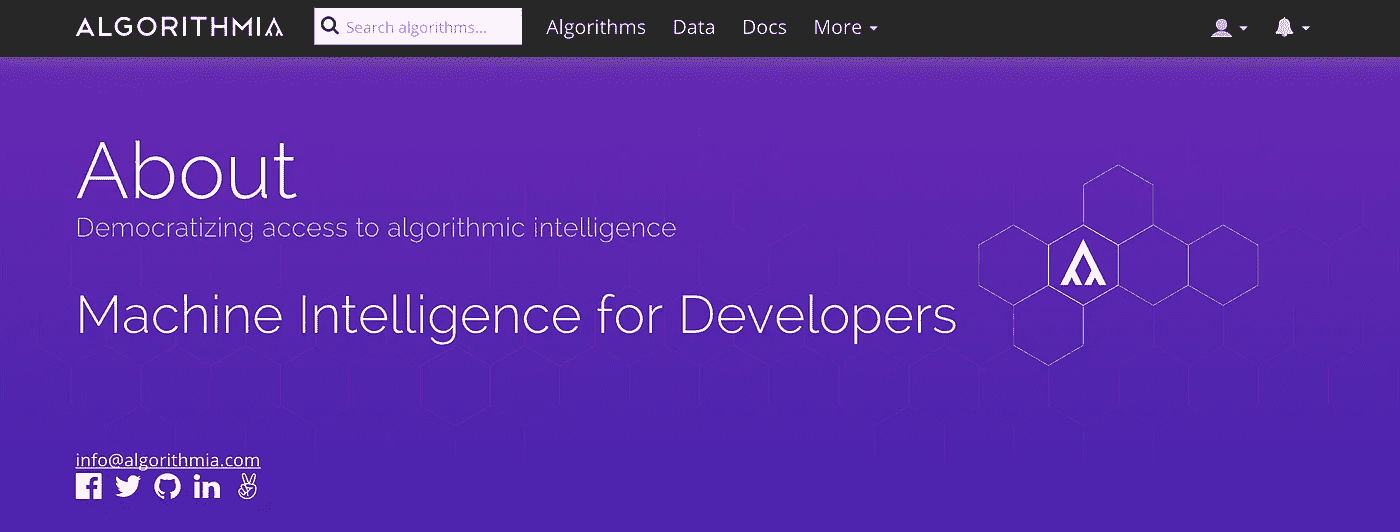 ALGORITHMIA Search algorithms... Algorithms Data Docs More
About
Democratizing access to algorithmic intelligence
Machine Intelligence for Developers
info@algorithmia.com